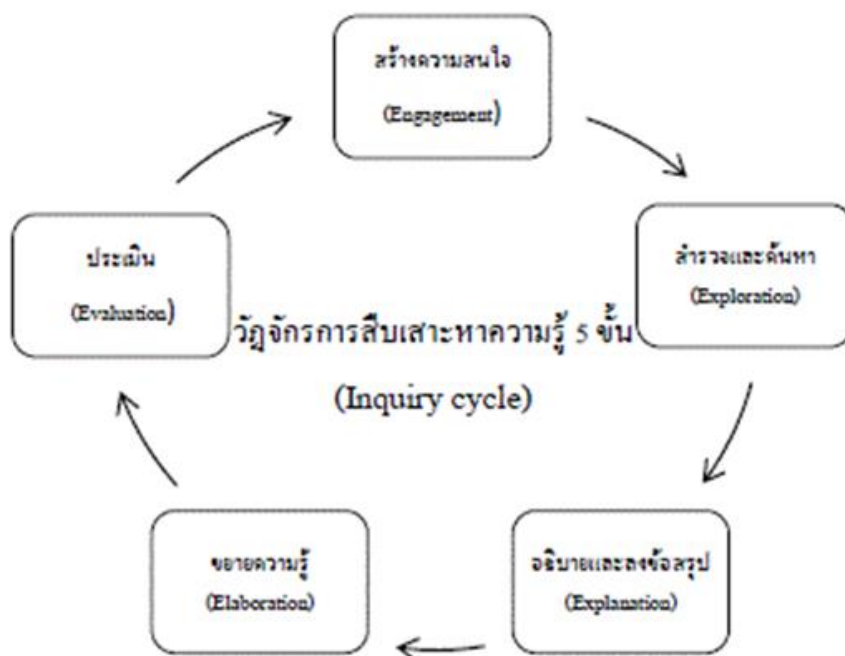 สร้างความสนใจ
(Engagement)
สำรวจและค้นหา
(Exploration)
อธิบายและลงข้อสรุป
(Explanation)
ขยายความรู้
(Elaboration)
ประเมิน
(Evaluation)
วัฏจักรการสืบเสาะหาความรู้ 5 ขั้น
(Inquiry cycle)